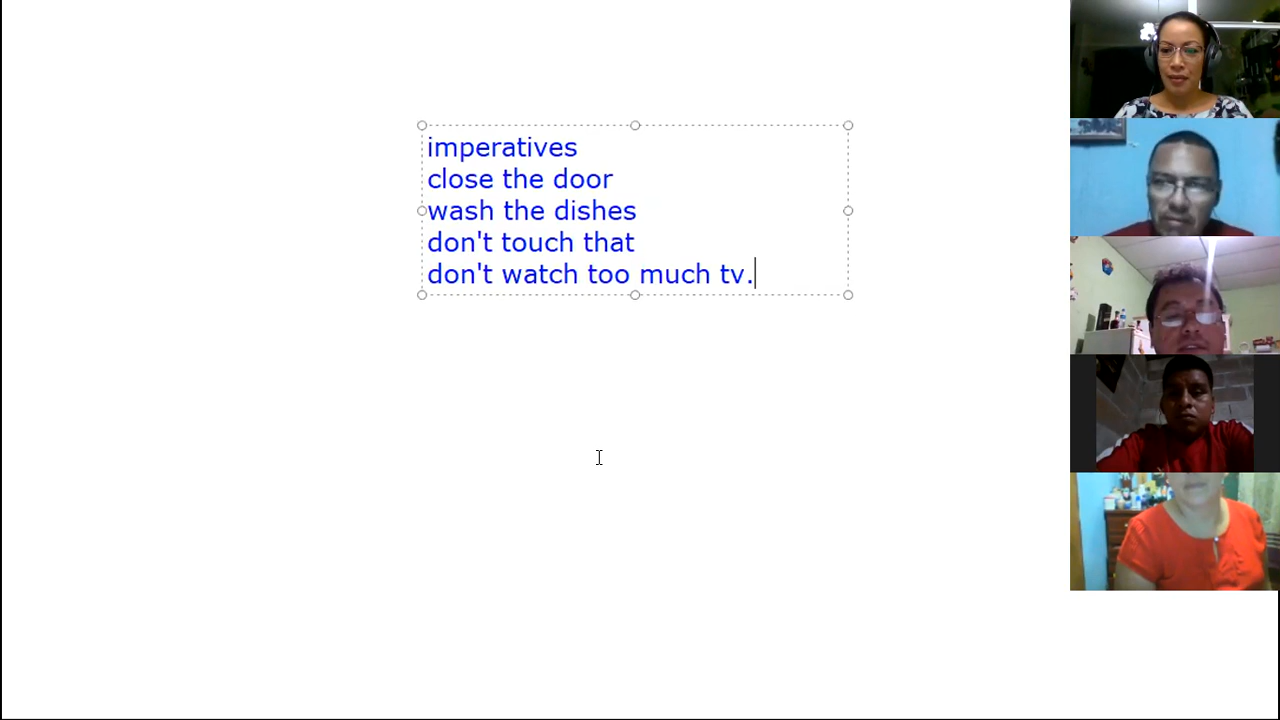 imperatives
close the door
wash the dishes
don't touch that
don't watch too much tv.